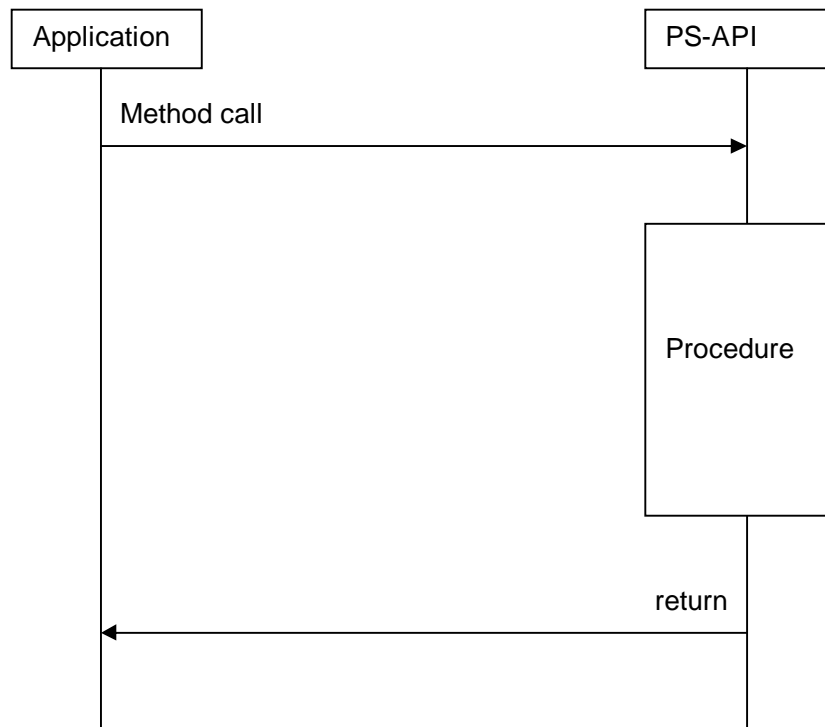 Application
PS-API
Method call
Procedure
return